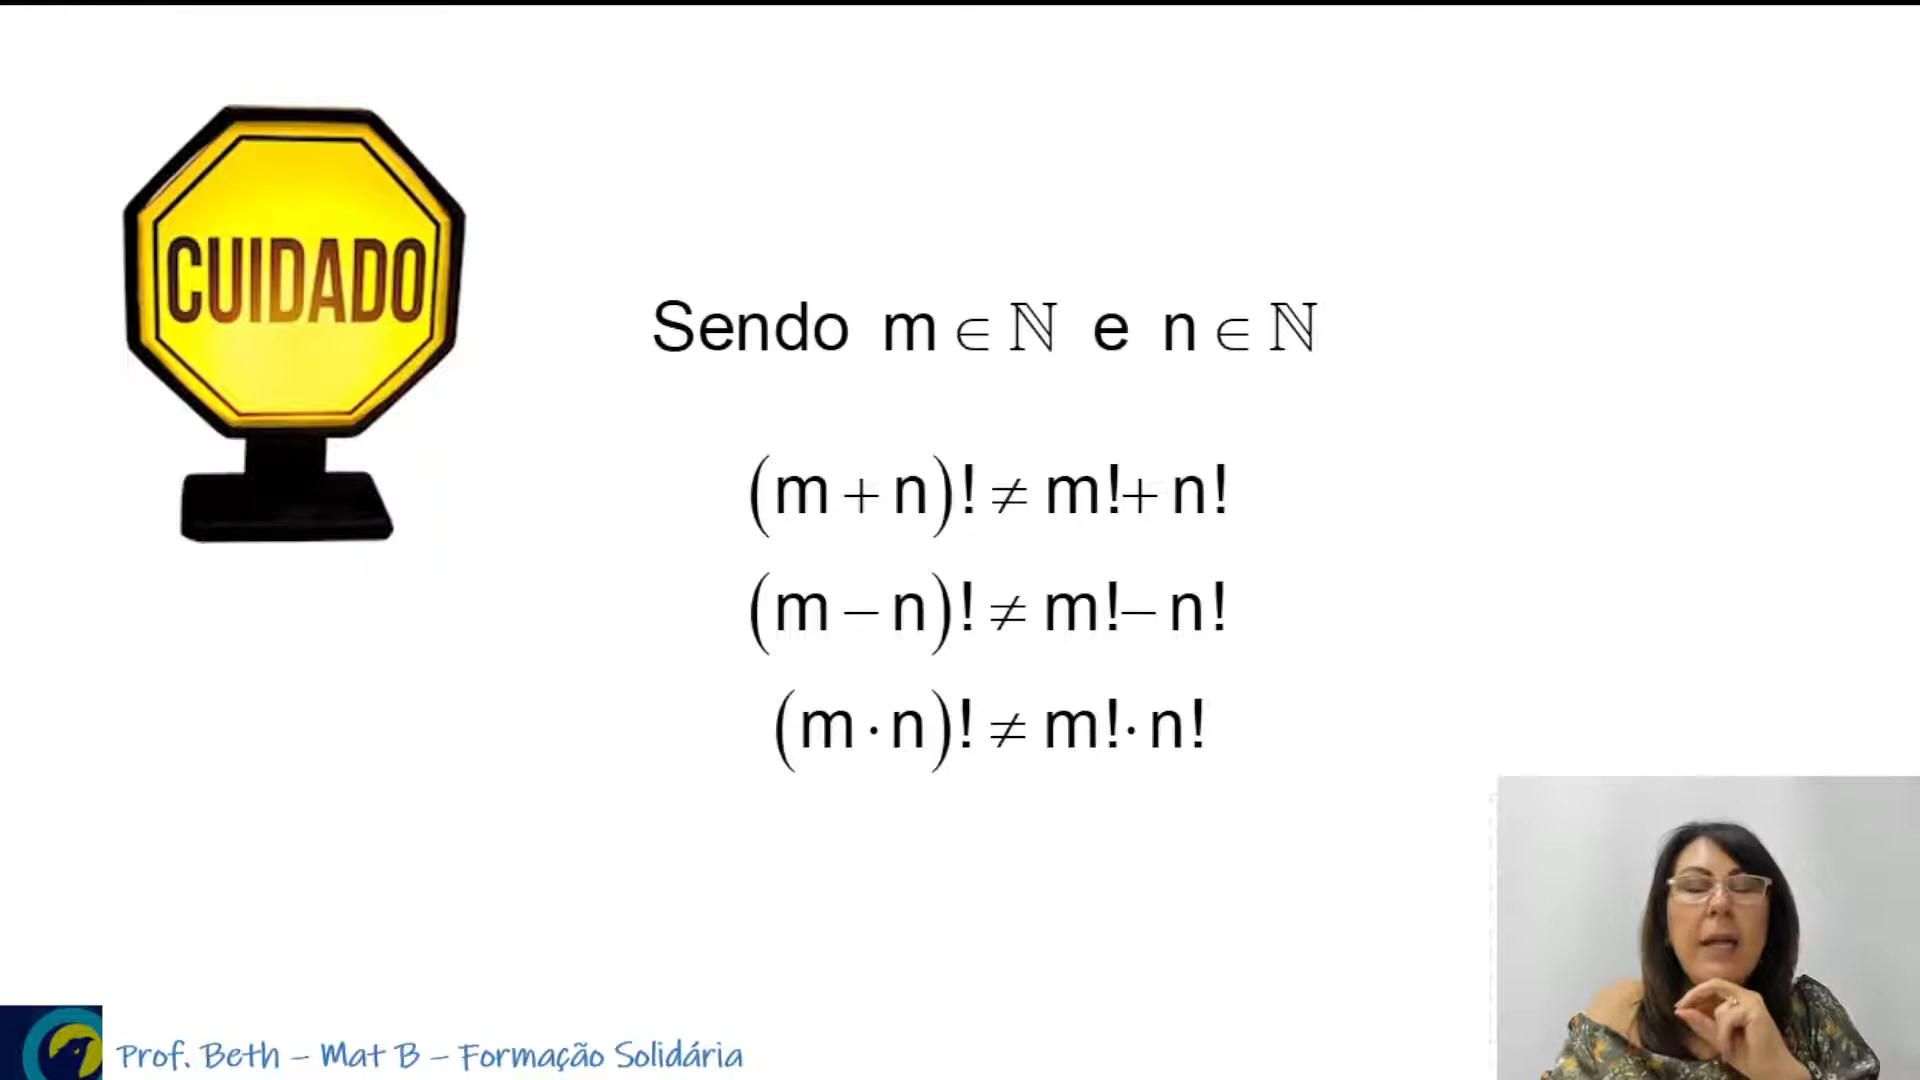 CUIDADO
Sendo m ∈ ℕ e n ∈ ℕ
(m + n)! ≠ m!+ n!
(m − n)! ≠ m!− n!
(m · n)! ≠ m!· n!
Prof. Beth – Mat B – Formação Solidária